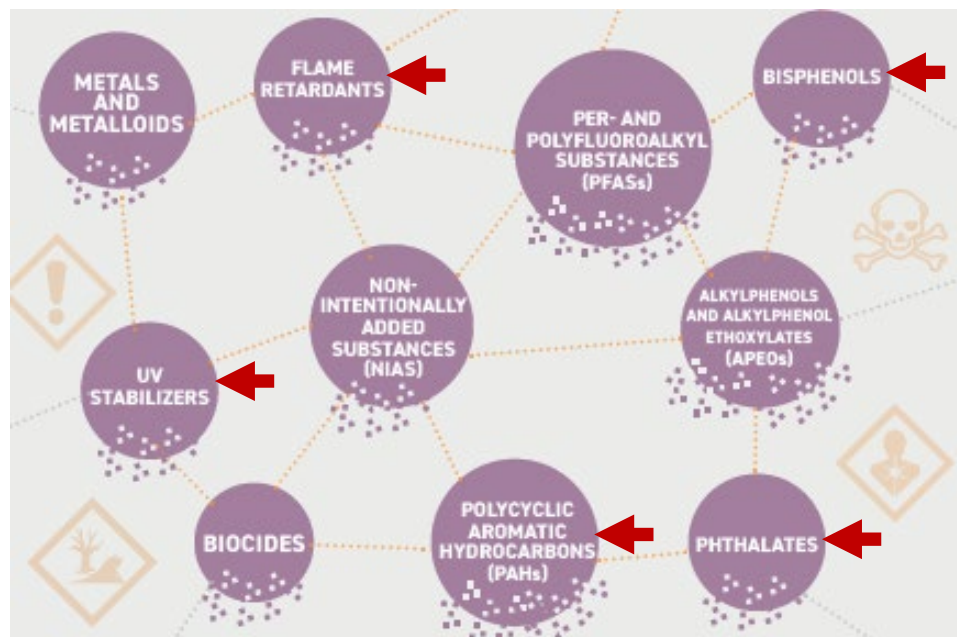 METALS
AND
METALLOIDS
FLAME
RETARDANTS
PER- AND
POLYFLUOROALKYL
SUBSTANCES
(PFASs)
BISPHENOLS
NON-
INTENTIONALLY
ADDED
SUBSTANCES
(NIAS)
ALKYLPHENOLS
AND ALKYLPHENOL
ETHOXYLATES
(APEOs)
UV
STABILIZERS
BIOCIDES
POLYCYCLIC
AROMATIC
HYDROCARBONS
(PAHs)
PHTHALATES